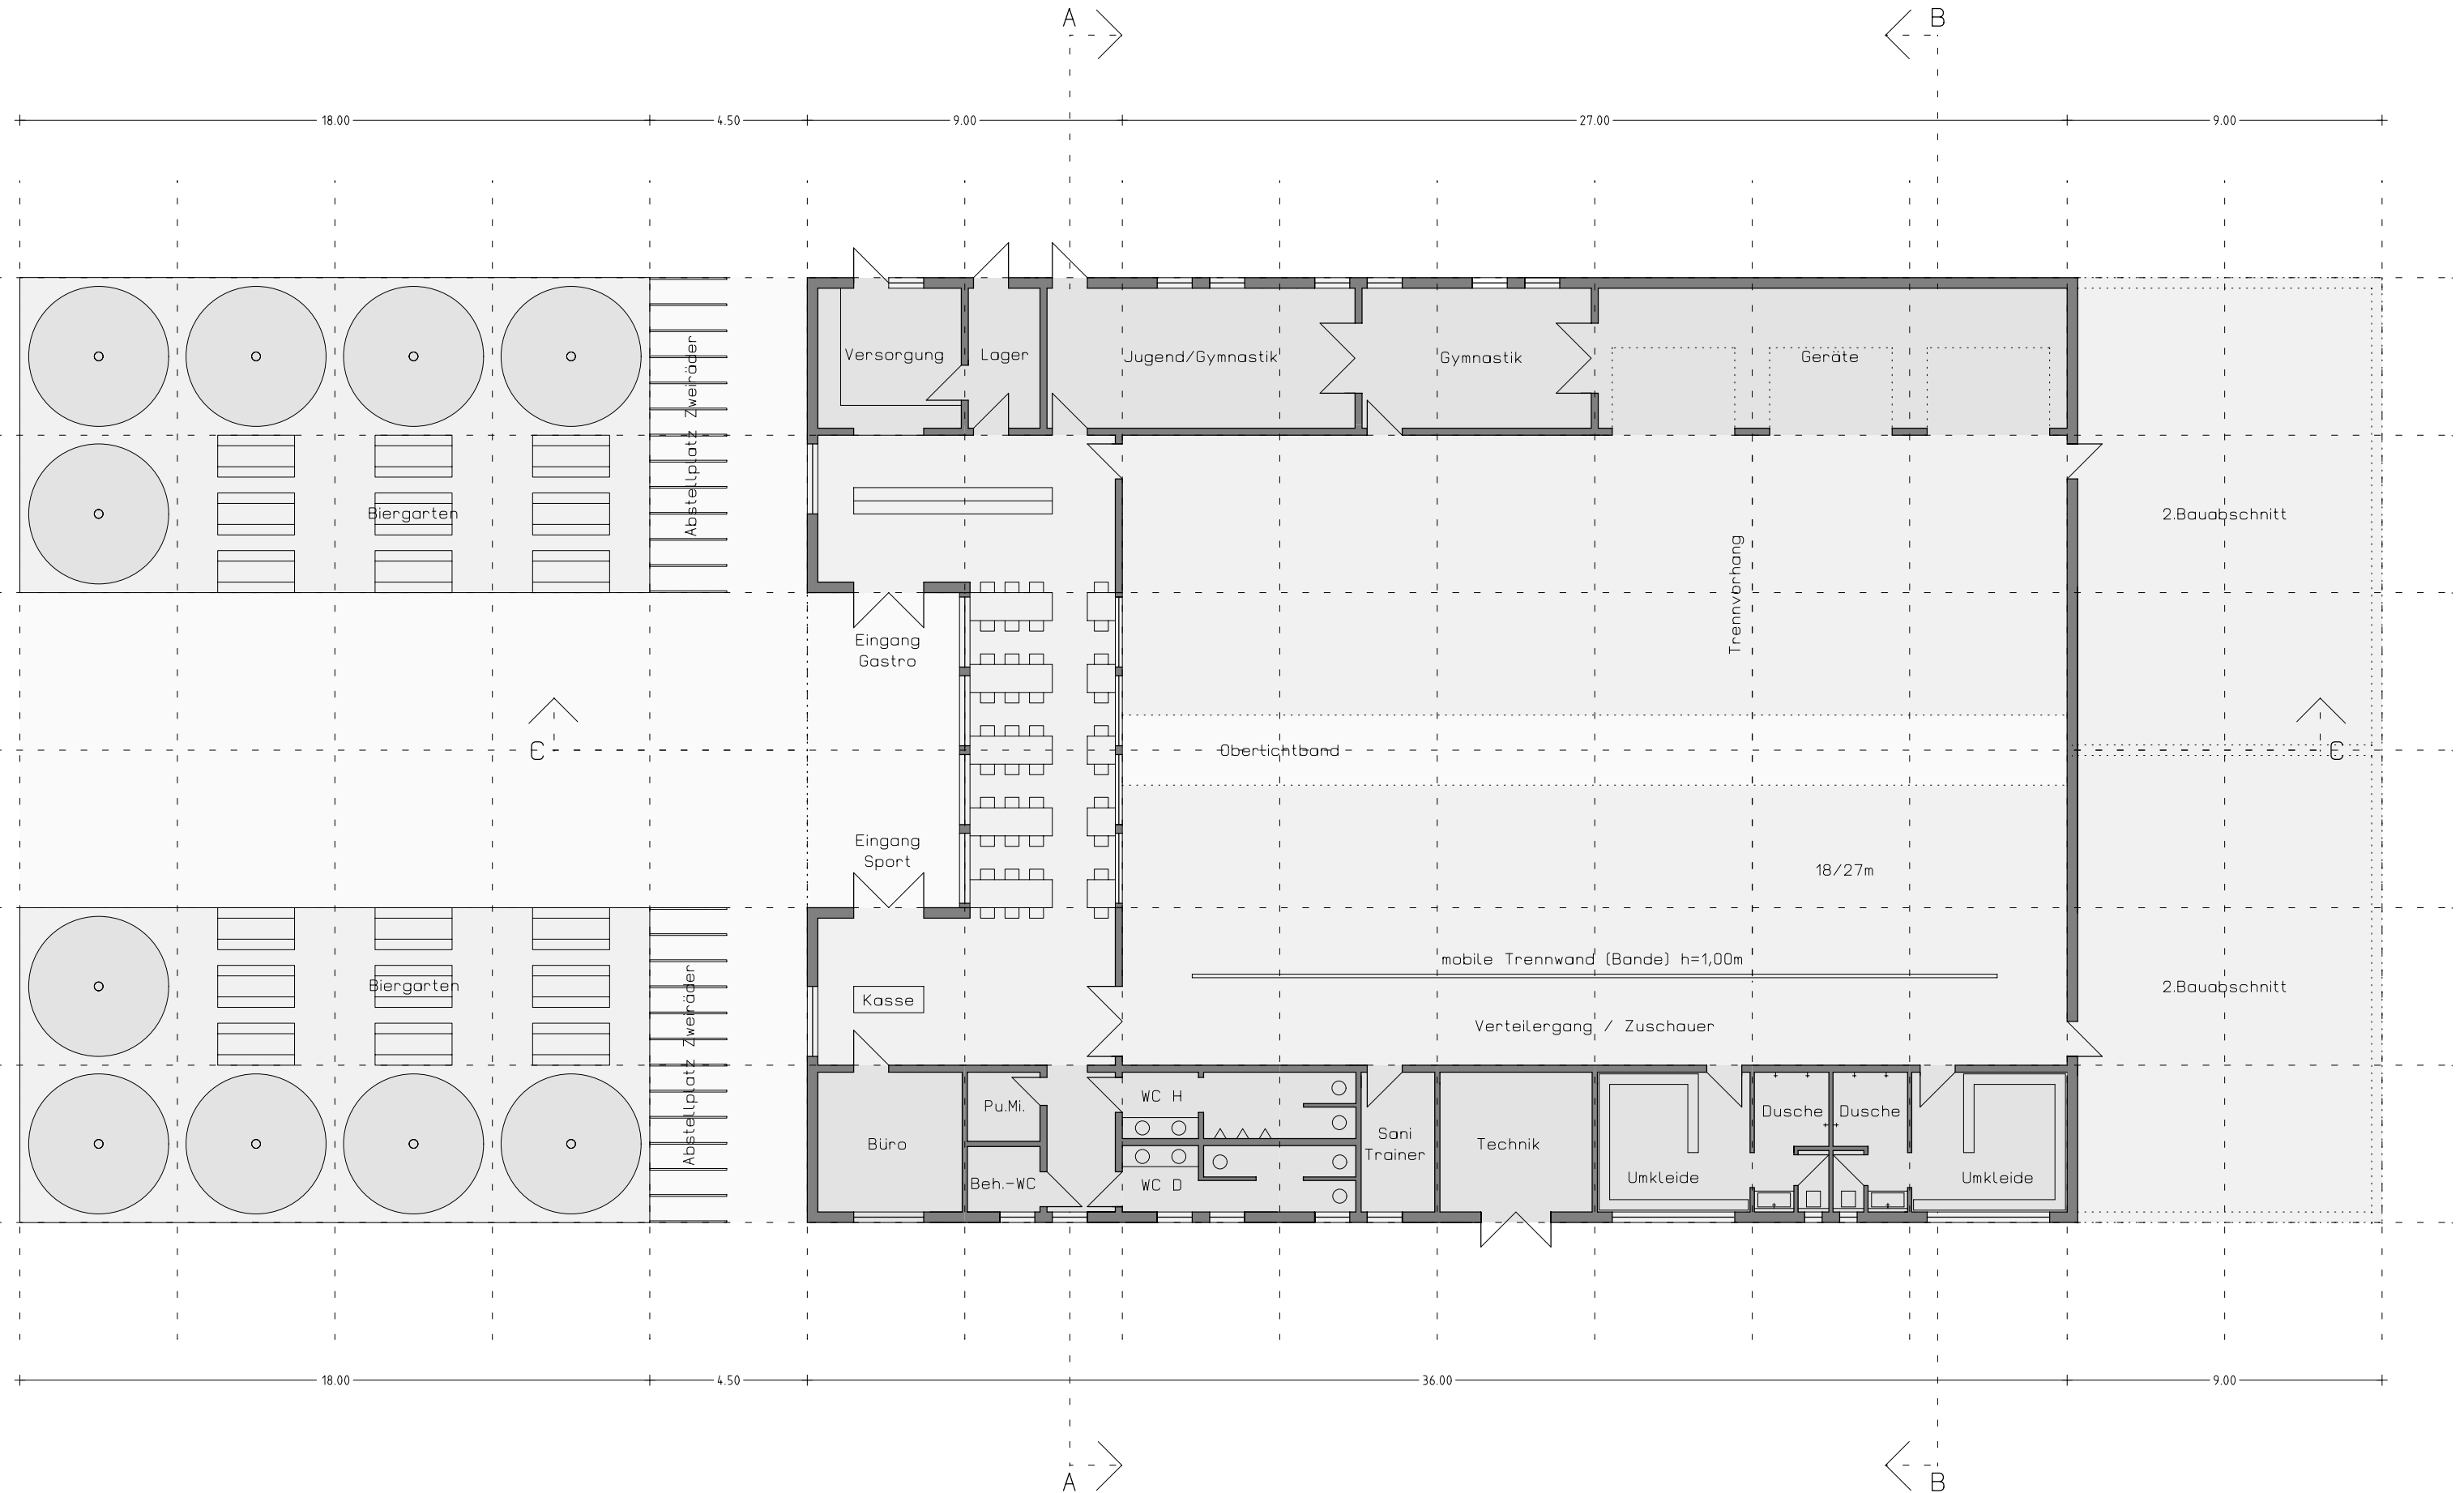 A
B
18.00
4.50
9.00
27.00
9.00
Versorgung
Lager
Jugend/Gymnastik
Gymnastik
Geräte
Abstellplatz Zweiräder
Biergarten
2.Bauabschnitt
Trennvorhang
Eingang
Gastro
C
Oberlichtband
C
Eingang
Sport
18/27m
mobile Trennwand (Bande) h=1,00m
Biergarten
Abstellplatz Zweiräder
Kasse
2.Bauabschnitt
Verteilergang / Zuschauer
WC H
Pu.Mi.
Dusche
Dusche
Büro
Sani
Trainer
Technik
Beh.-WC
WC D
Umkleide
Umkleide
18.00
4.50
36.00
9.00
A
B